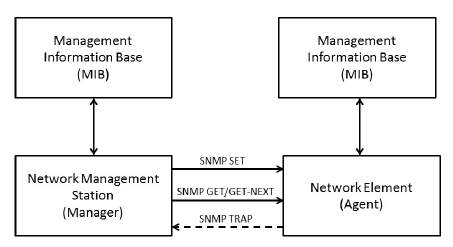 Management
Information Base
(MIB)
Management
Information Base
(MIB)
Network Management
Station
(Manager)
SNMP SET
SNMP GET/GET-NEXT
SNMP TRAP
Network Element
(Agent)